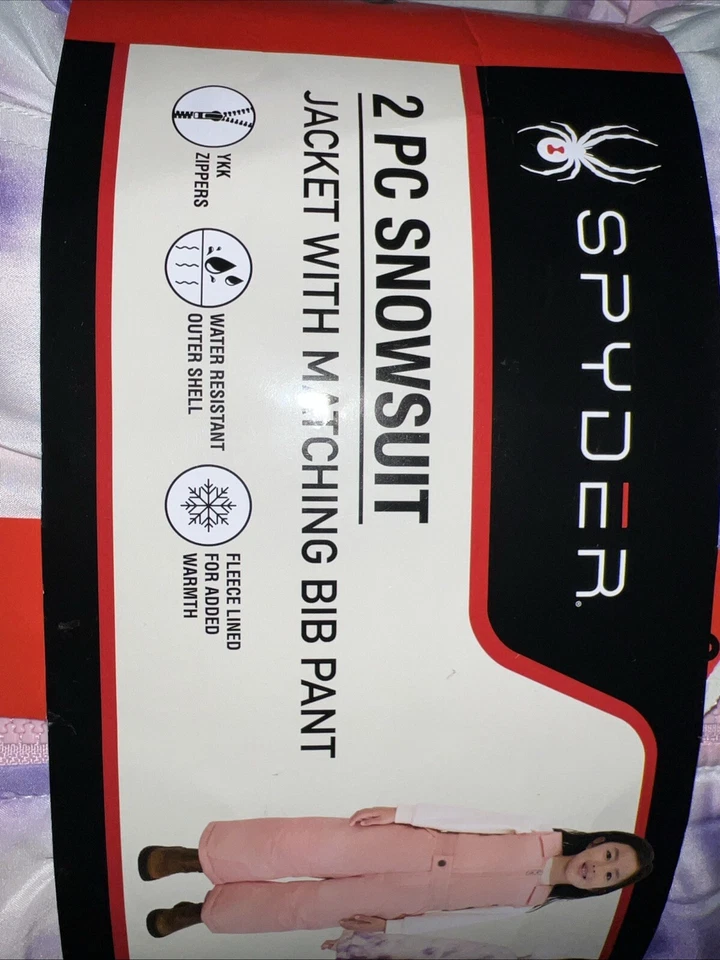 SPYDER®
2 PC SNOWSUIT
JACKET WITH MATCHING BIB PANT
YKK
ZIPPERS
WATER RESISTANT
OUTER SHELL
FLEECE LINED
FOR ADDED
WARMTH